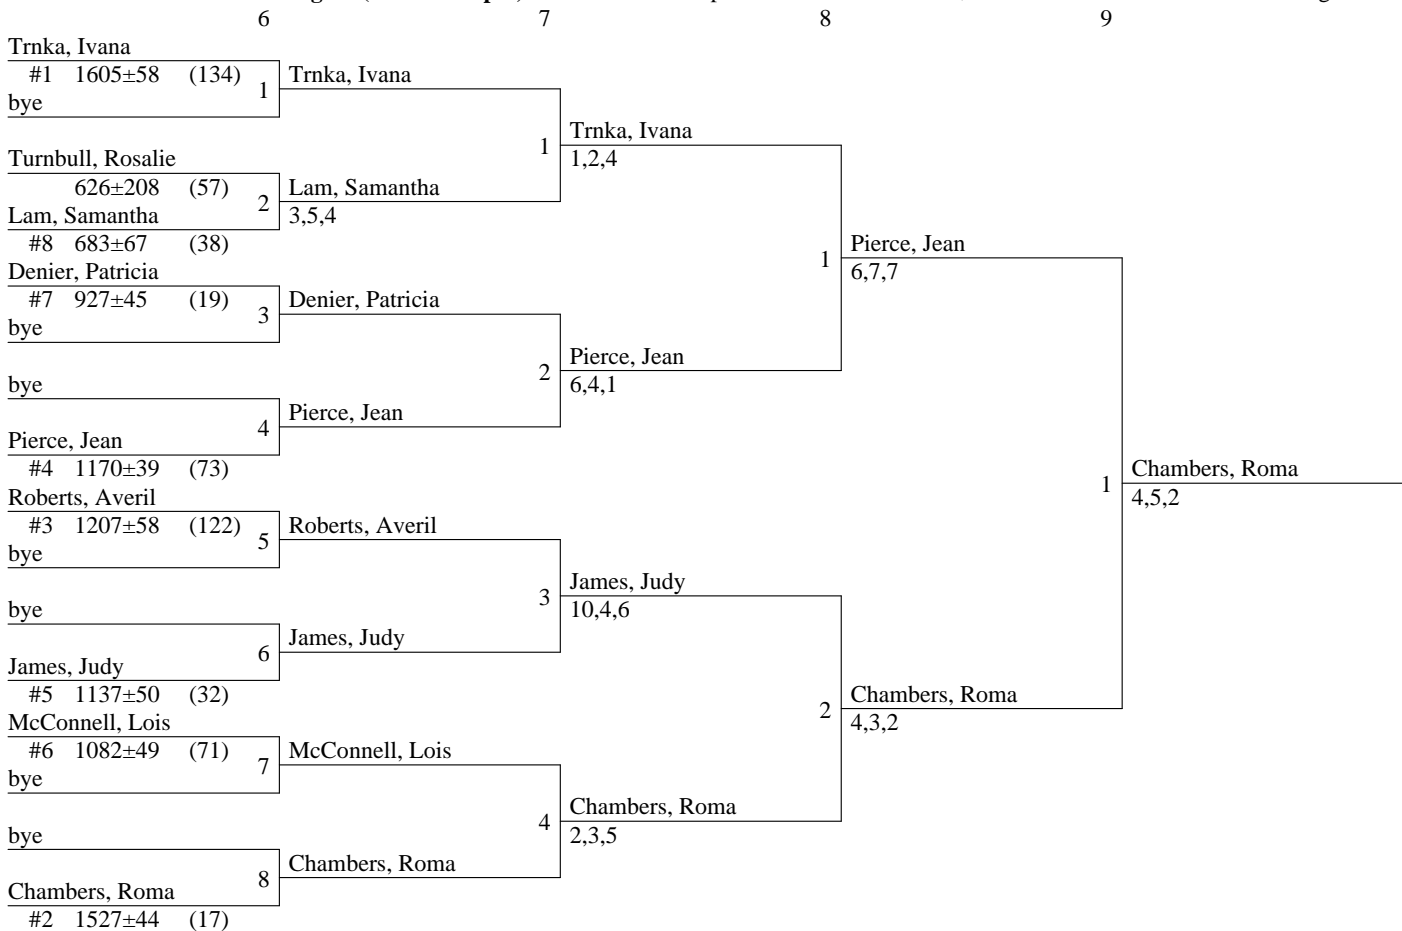 6 7 8 9
Trnka, Ivana
#1 1605±58 (134)
1
bye
Trnka, Ivana
Turnbull, Rosalie
626±208 (57)
2
Lam, Samantha
#8 683±67 (38)
Lam, Samantha
3,5,4
1
Trnka, Ivana
1,2,4
Denier, Patricia
#7 927±45 (19)
3
bye
Denier, Patricia
bye
4
Pierce, Jean
#4 1170±39 (73)
Pierce, Jean
2
Pierce, Jean
6,4,1
1
Pierce, Jean
6,7,7
Roberts, Averil
#3 1207±58 (122)
5
bye
Roberts, Averil
bye
6
James, Judy
#5 1137±50 (32)
James, Judy
3
James, Judy
10,4,6
McConnell, Lois
#6 1082±49 (71)
7
bye
McConnell, Lois
bye
8
Chambers, Roma
#2 1527±44 (17)
Chambers, Roma
4
Chambers, Roma
2,3,5
2
Chambers, Roma
4,3,2
1
Chambers, Roma
4,5,2